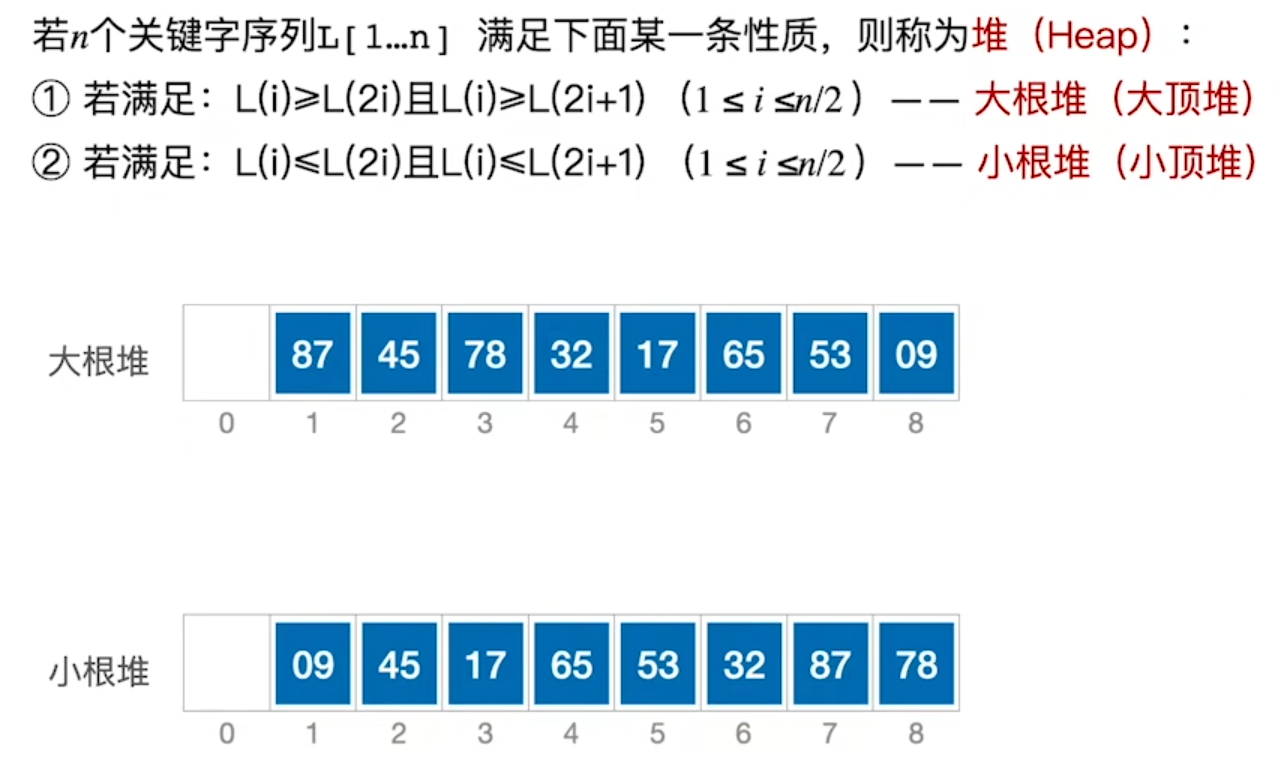 若n个关键字序列L[1…n] 满足下面某一条性质，则称为堆（Heap）：
① 若满足：L(i)≥L(2i)且L(i)≥L(2i+1)（1 ≤ i ≤n/2 ）—— 大根堆（大顶堆）
② 若满足：L(i)≤L(2i)且L(i)≤L(2i+1)（1 ≤ i ≤n/2 ）—— 小根堆（小顶堆）
大根堆 87 45 78 32 17 65 53 09
0 1 2 3 4 5 6 7 8
小根堆 09 45 17 65 53 32 87 78
0 1 2 3 4 5 6 7 8